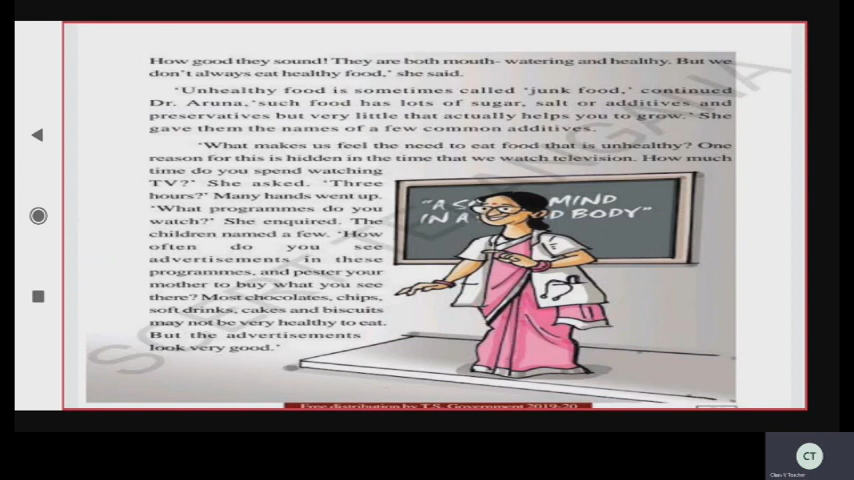 How good they sound! They are both mouth- watering and healthy. But we
don't always eat healthy food,' she said.
'Unhealthy food is sometimes called 'junk food,' continued
Dr. Aruna,'such food has lots of sugar, salt or additives and
preservatives but very little that actually helps you to grow.' She
gave them the names of a few common additives.
'What makes us feel the need to eat food that is unhealthy? One
reason for this is hidden in the time that we watch television. How much
time do you spend watching
TV?' She asked. 'Three
hours?' Many hands went up.
'What programmes do you
watch?' She enquired. The
children named a few. 'How
often do you see
advertisements in these
programmes, and pester your
mother to buy what you see
there? Most chocolates, chips,
soft drinks, cakes and biscuits
may not be very healthy to eat.
But the advertisements
look very good.'
"A MIND
IN A D BODY"
Free distribution by T.S. Government 2019-20
CT
Class V Teacher